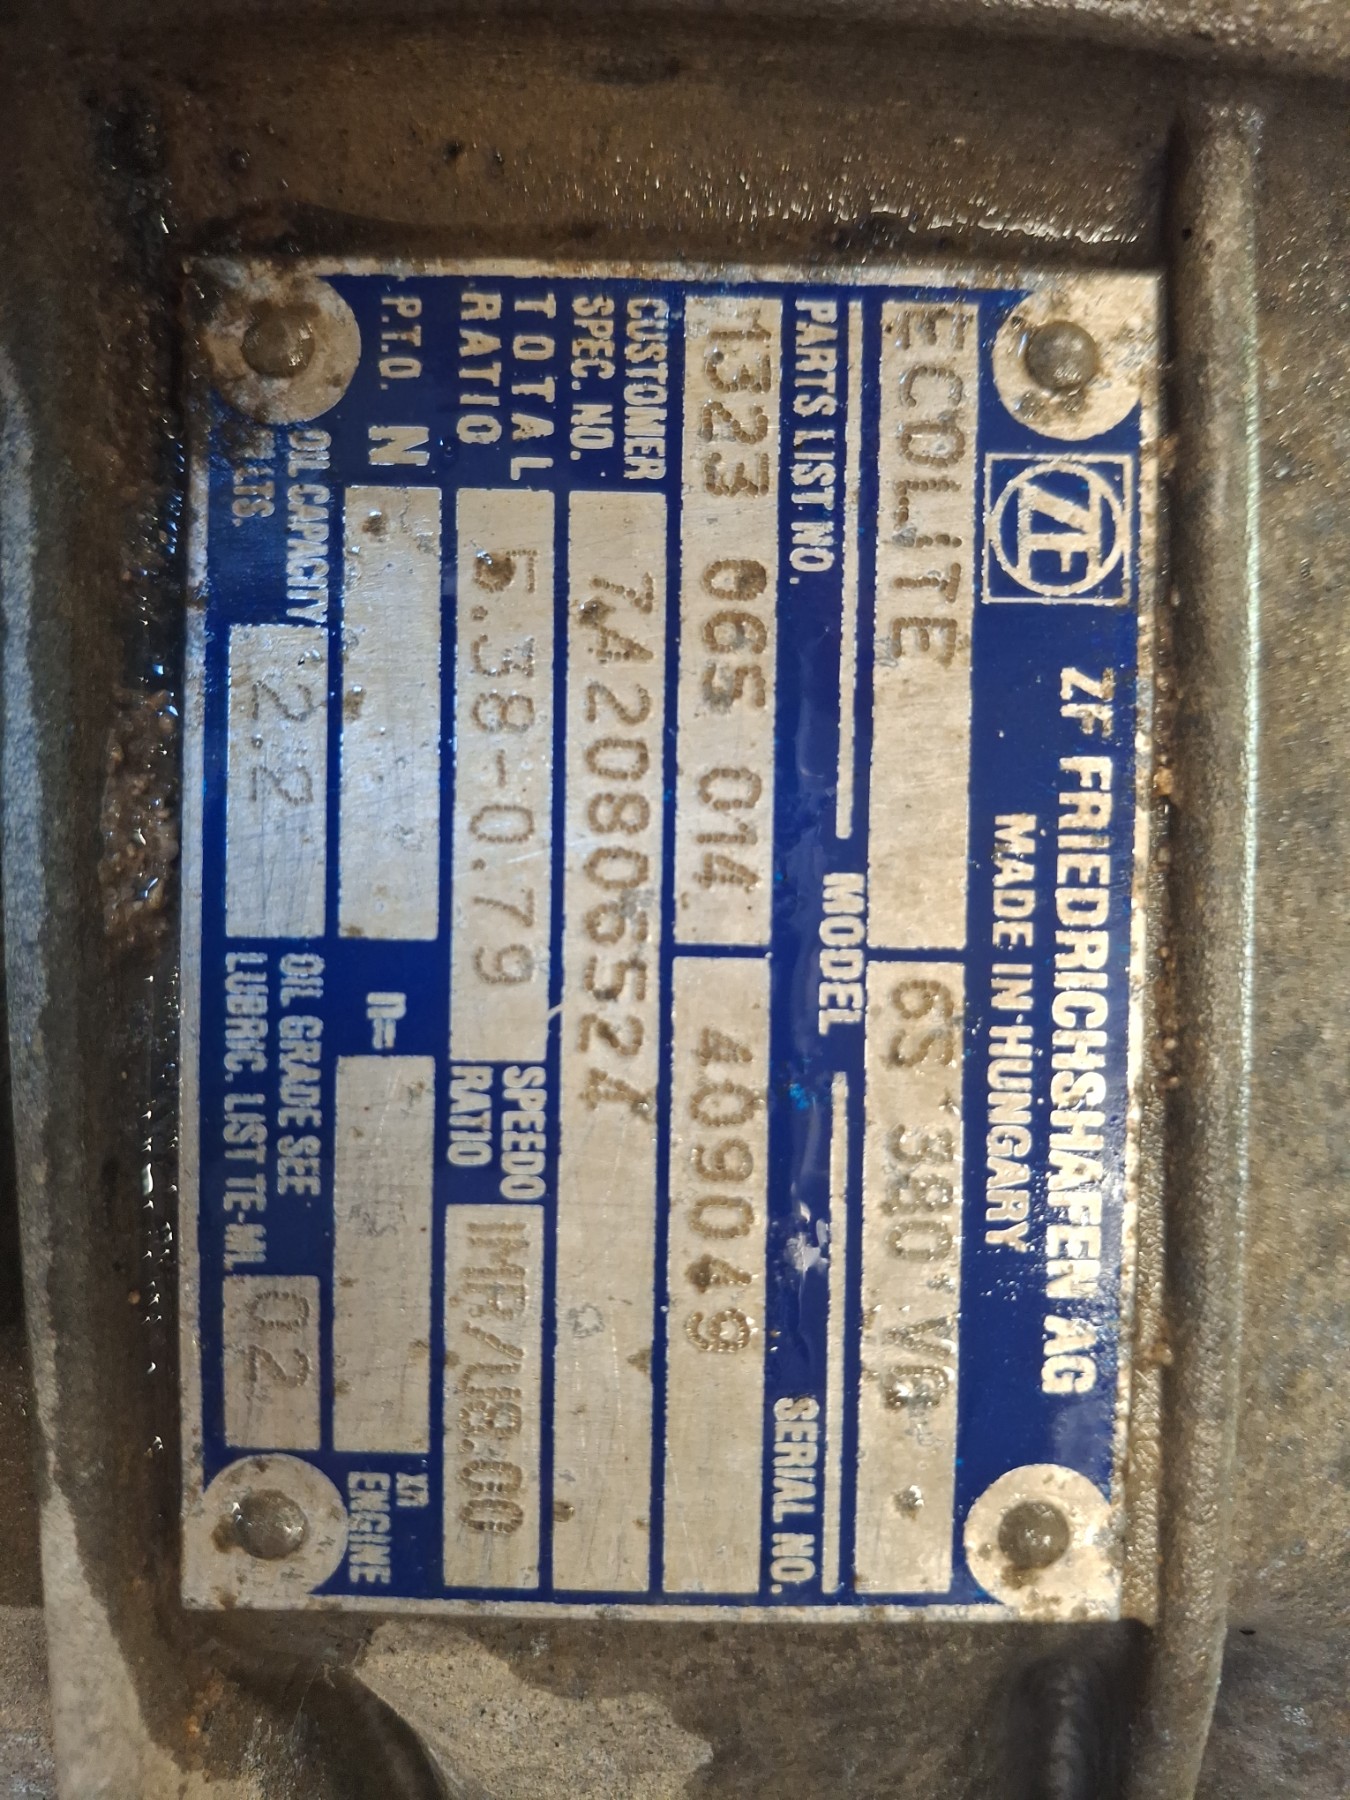 ZF
ZF FRIEDRICHSHAFEN AG
MADE IN HUNGARY
ECOLITE
MODEL
6S 380 VO
PARTS LIST. NO.
SERIAL NO.
1323 065 014
409049
CUSTOMER
SPEC. NO.
7420806524
TOTAL
RATIO
5.38-0.79
SPEEDO
RATIO
IMP/U8.00
P.T.O. N
n=
xn
ENGINE
OIL CAPACITY
LTS.
2.2
OIL GRADE SEE
LUBRIC. LIST TE-ML
02